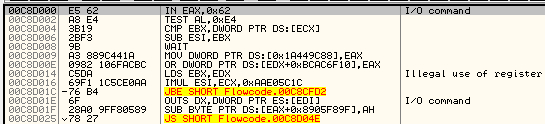 00C8D000 E5 62 IN EAX,0x62 I/O command
00C8D002 A8 E4 TEST AL,0xE4
00C8D004 3B19 CMP EBX,DWORD PTR DS:[ECX]
00C8D006 2BF3 SUB ESI,EBX
00C8D008 9B WAIT
00C8D009 A3 889C441A MOV DWORD PTR DS:[0x1A449C88],EAX
00C8D00E 0982 106FACBC OR DWORD PTR DS:[EDX+0xBCAC6F10],EAX
00C8D014 C5DA LDS EBX,EDX Illegal use of register
00C8D016 69F1 1C5CE0AA IMUL ESI,ECX,0xAAE05C1C
00C8D01C 76 B4 JBE SHORT Flowcode.00C8CFD2
00C8D01E 6F OUTS DX,DWORD PTR ES:[EDI] I/O command
00C8D01F 28A0 9FF80589 SUB BYTE PTR DS:[EAX+0x8905F89F],AH
00C8D025 78 27 JS SHORT Flowcode.00C8D04E